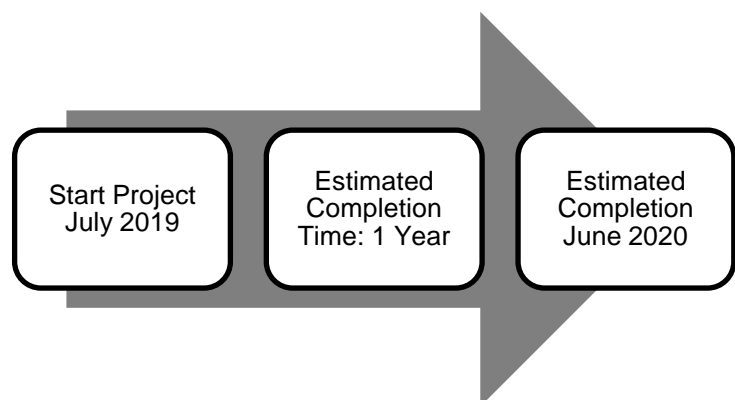 Start Project
July 2019
Estimated
Completion
Time: 1 Year
Estimated
Completion
June 2020